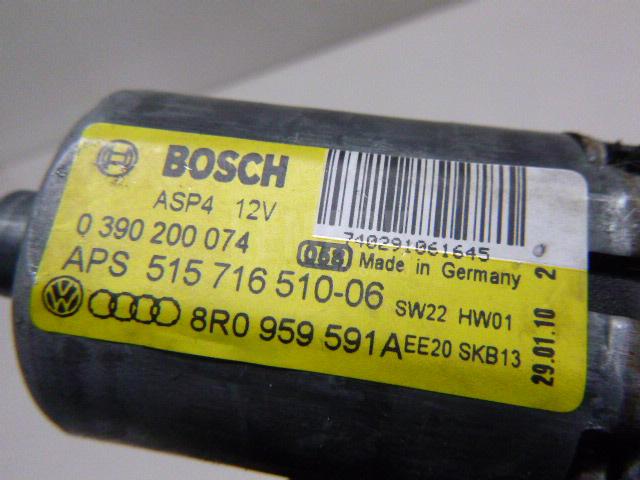 BOSCH
ASP4 12V
740291061645
0 390 200 074
Made in Germany
APS 515 716 510-06
SW22 HW01
8R0 959 591A
EE20 SKB13
29.01.10 2